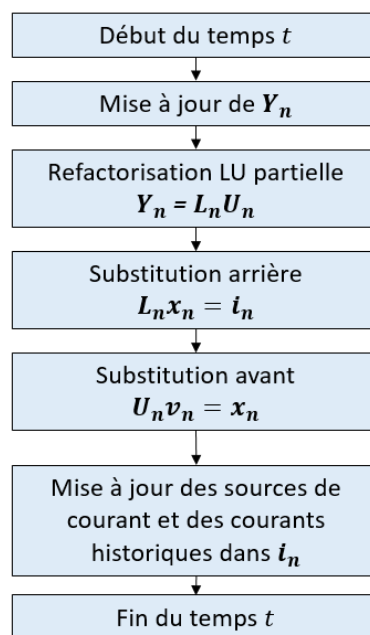 Début du temps t
Mise à jour de Yₙ
Refactorisation LU partielle
Yₙ = LₙUₙ
Substitution arrière
Lₙxₙ = iₙ
Substitution avant
Uₙvₙ = xₙ
Mise à jour des sources de
courant et des courants
historiques dans iₙ
Fin du temps t